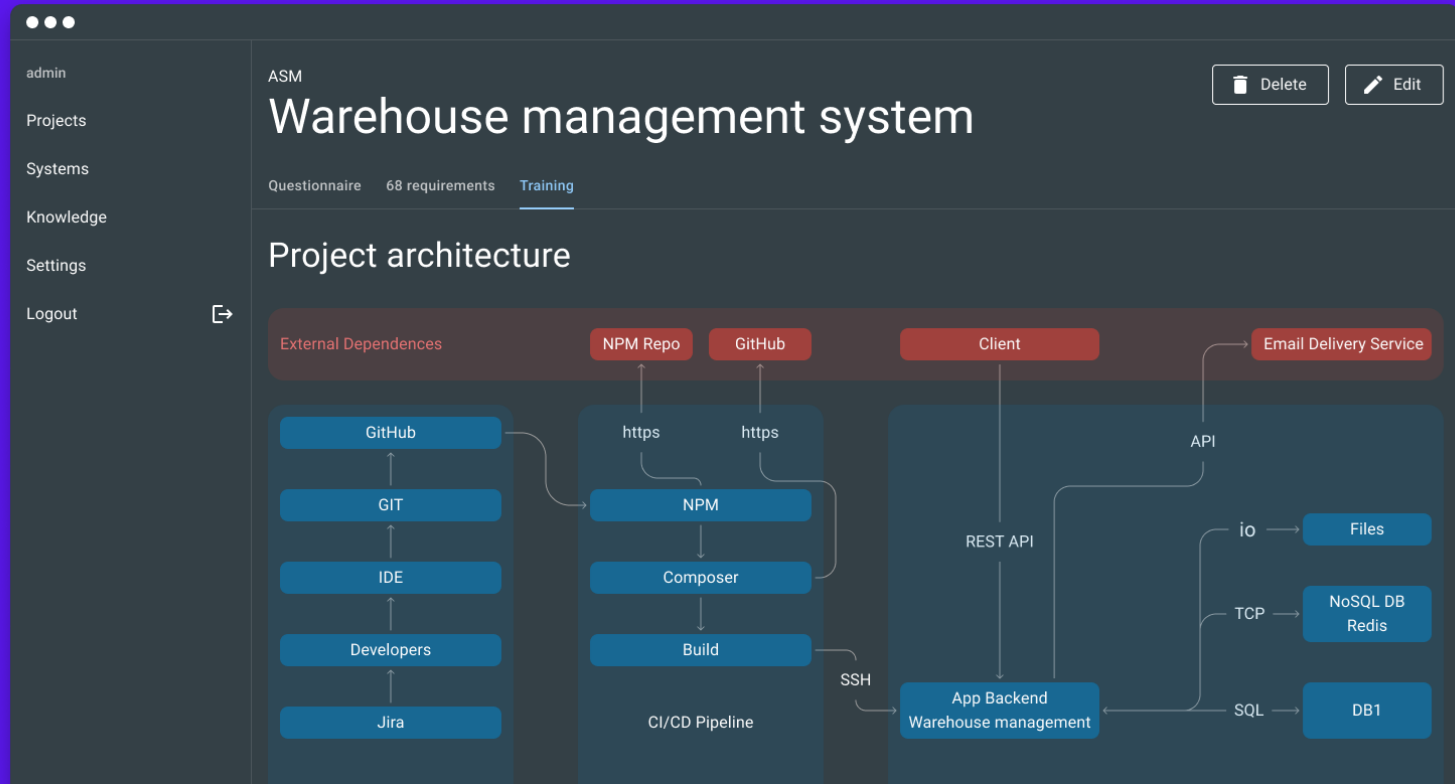 admin
Projects
Systems
Knowledge
Settings
Logout
ASM
Warehouse management system
Delete
Edit
Questionnaire
68 requirements
Training
Project architecture
External Dependences
NPM Repo
GitHub
Client
Email Delivery Service
GitHub
GIT
IDE
Developers
Jira
https
https
NPM
Composer
Build
CI/CD Pipeline
SSH
REST API
API
App Backend
Warehouse management
io
Files
TCP
NoSQL DB
Redis
SQL
DB1